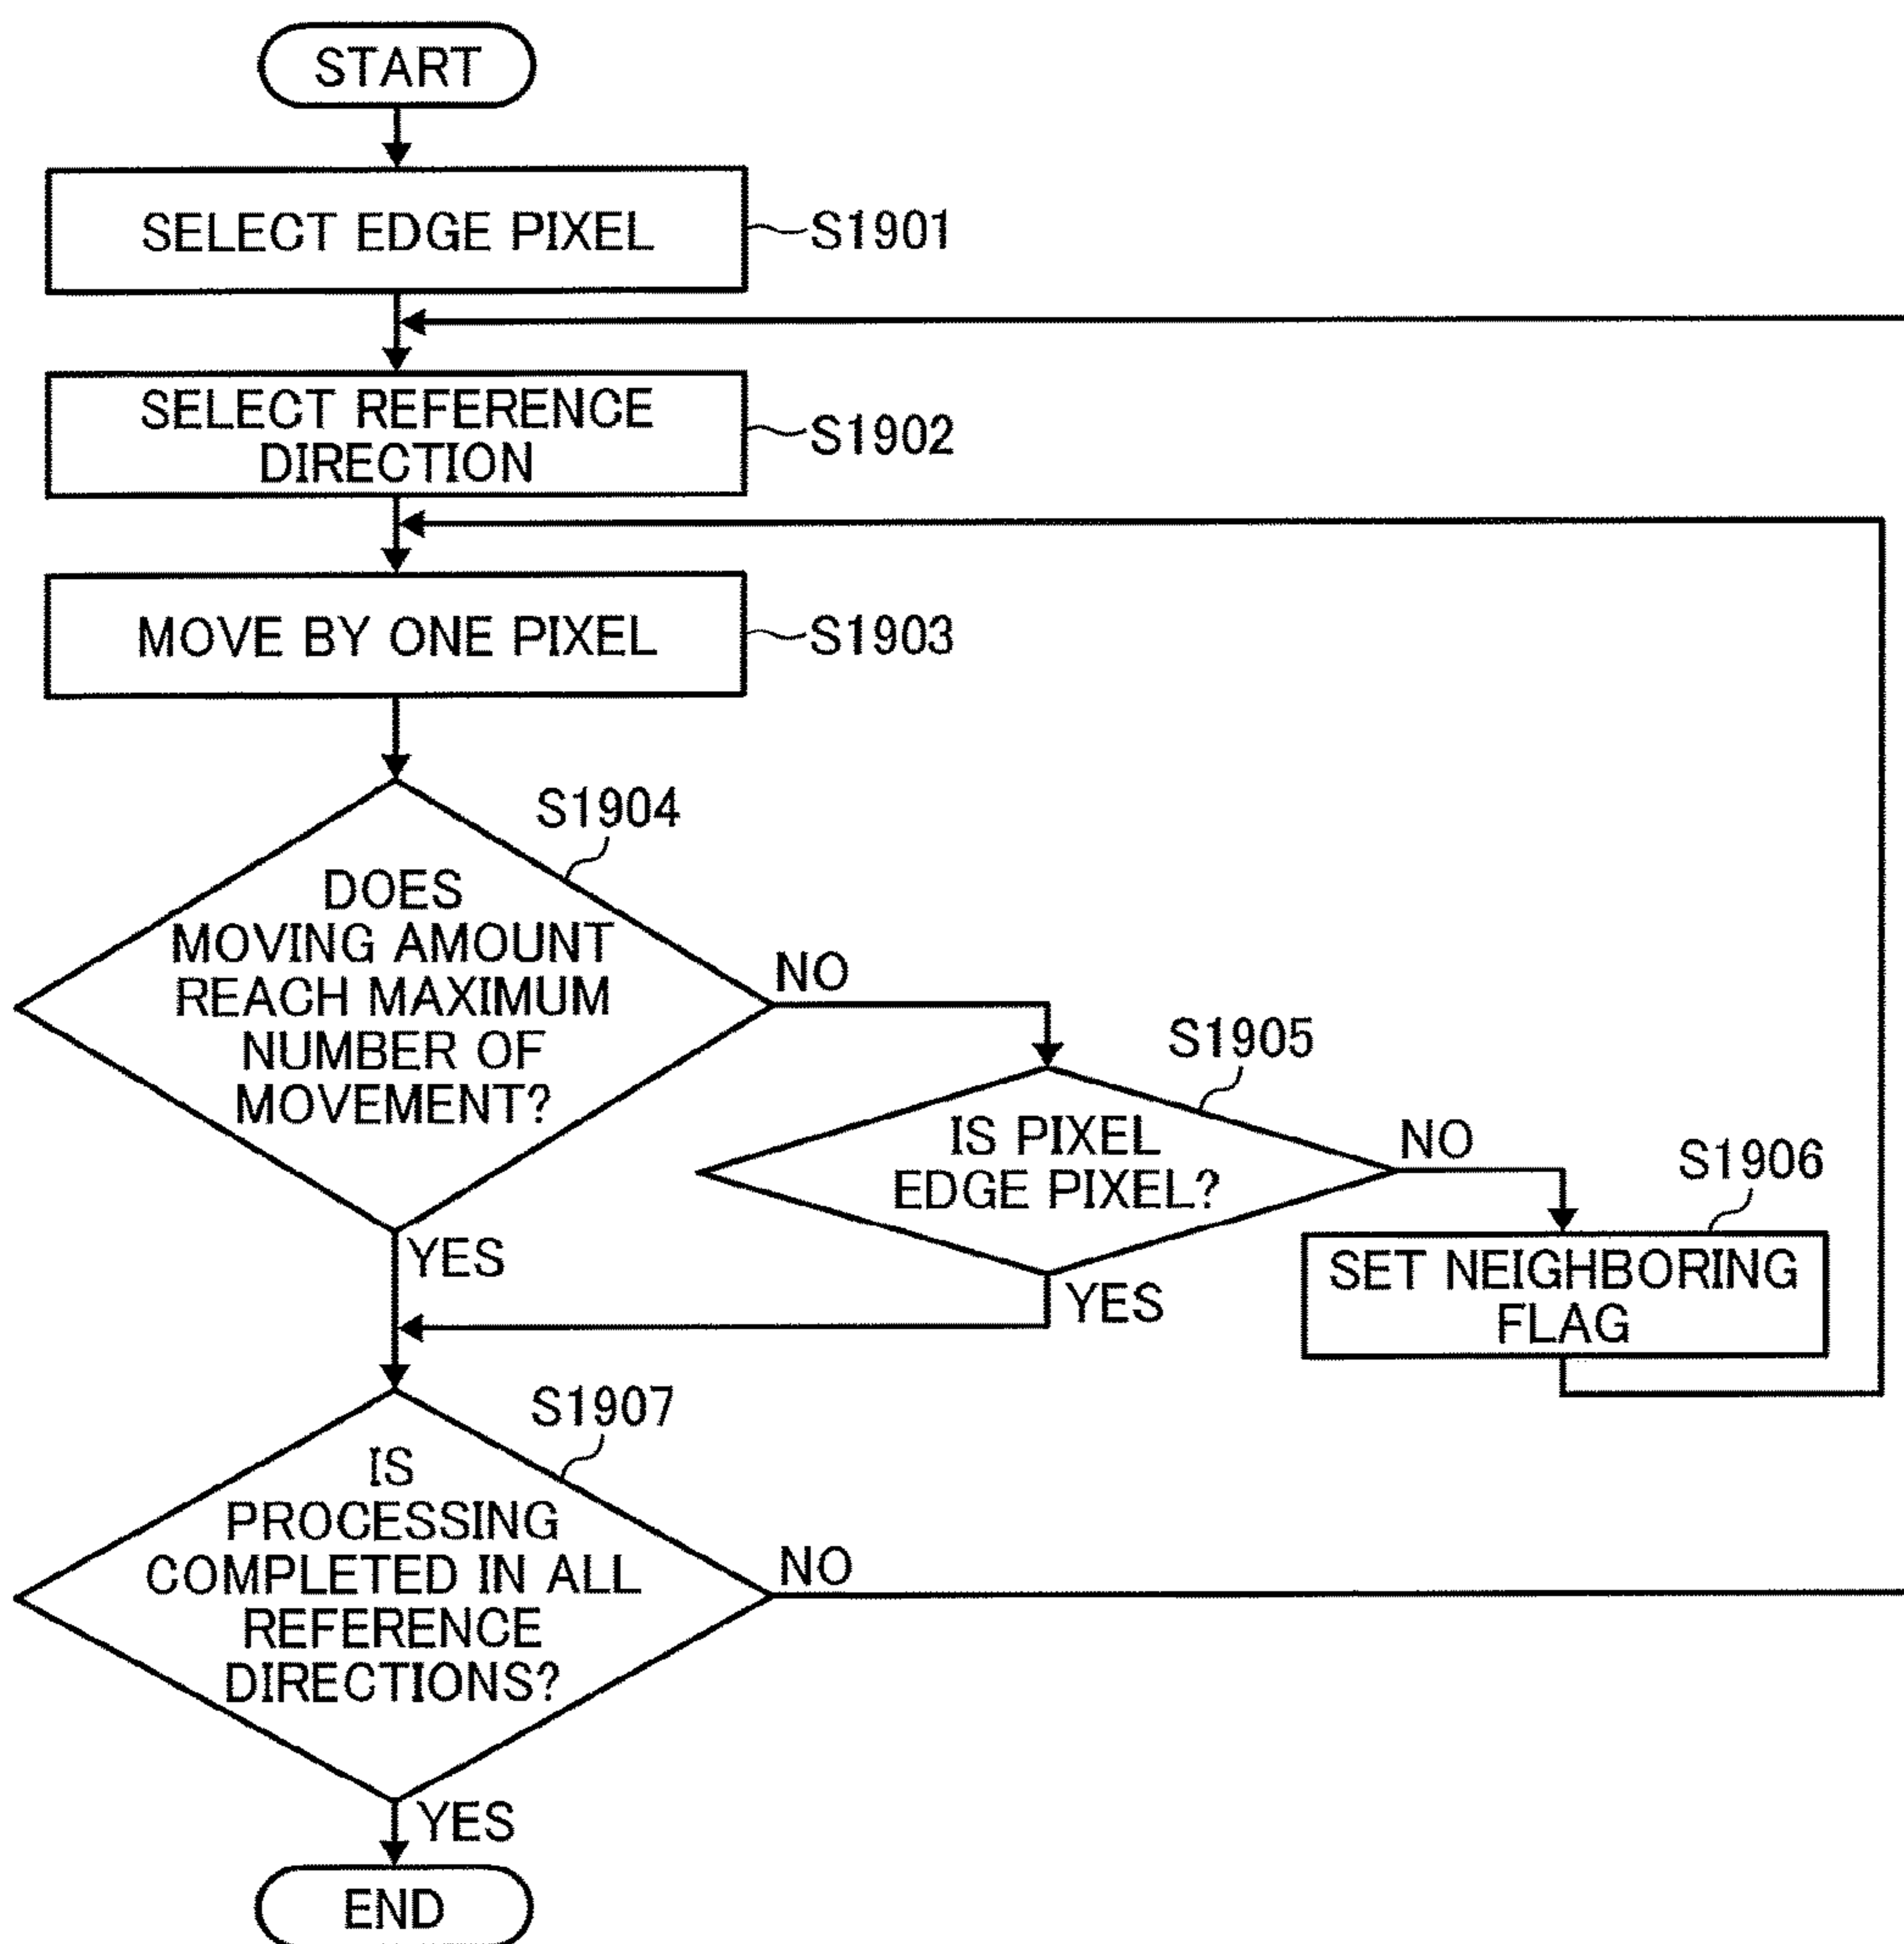 START
SELECT EDGE PIXEL
S1901
SELECT REFERENCE
DIRECTION
S1902
MOVE BY ONE PIXEL
S1903
S1904
DOES
MOVING AMOUNT
REACH MAXIMUM
NUMBER OF
MOVEMENT?
NO
YES
S1905
IS PIXEL
EDGE PIXEL?
NO
YES
S1906
SET NEIGHBORING
FLAG
S1907
IS
PROCESSING
COMPLETED IN ALL
REFERENCE
DIRECTIONS?
NO
YES
END